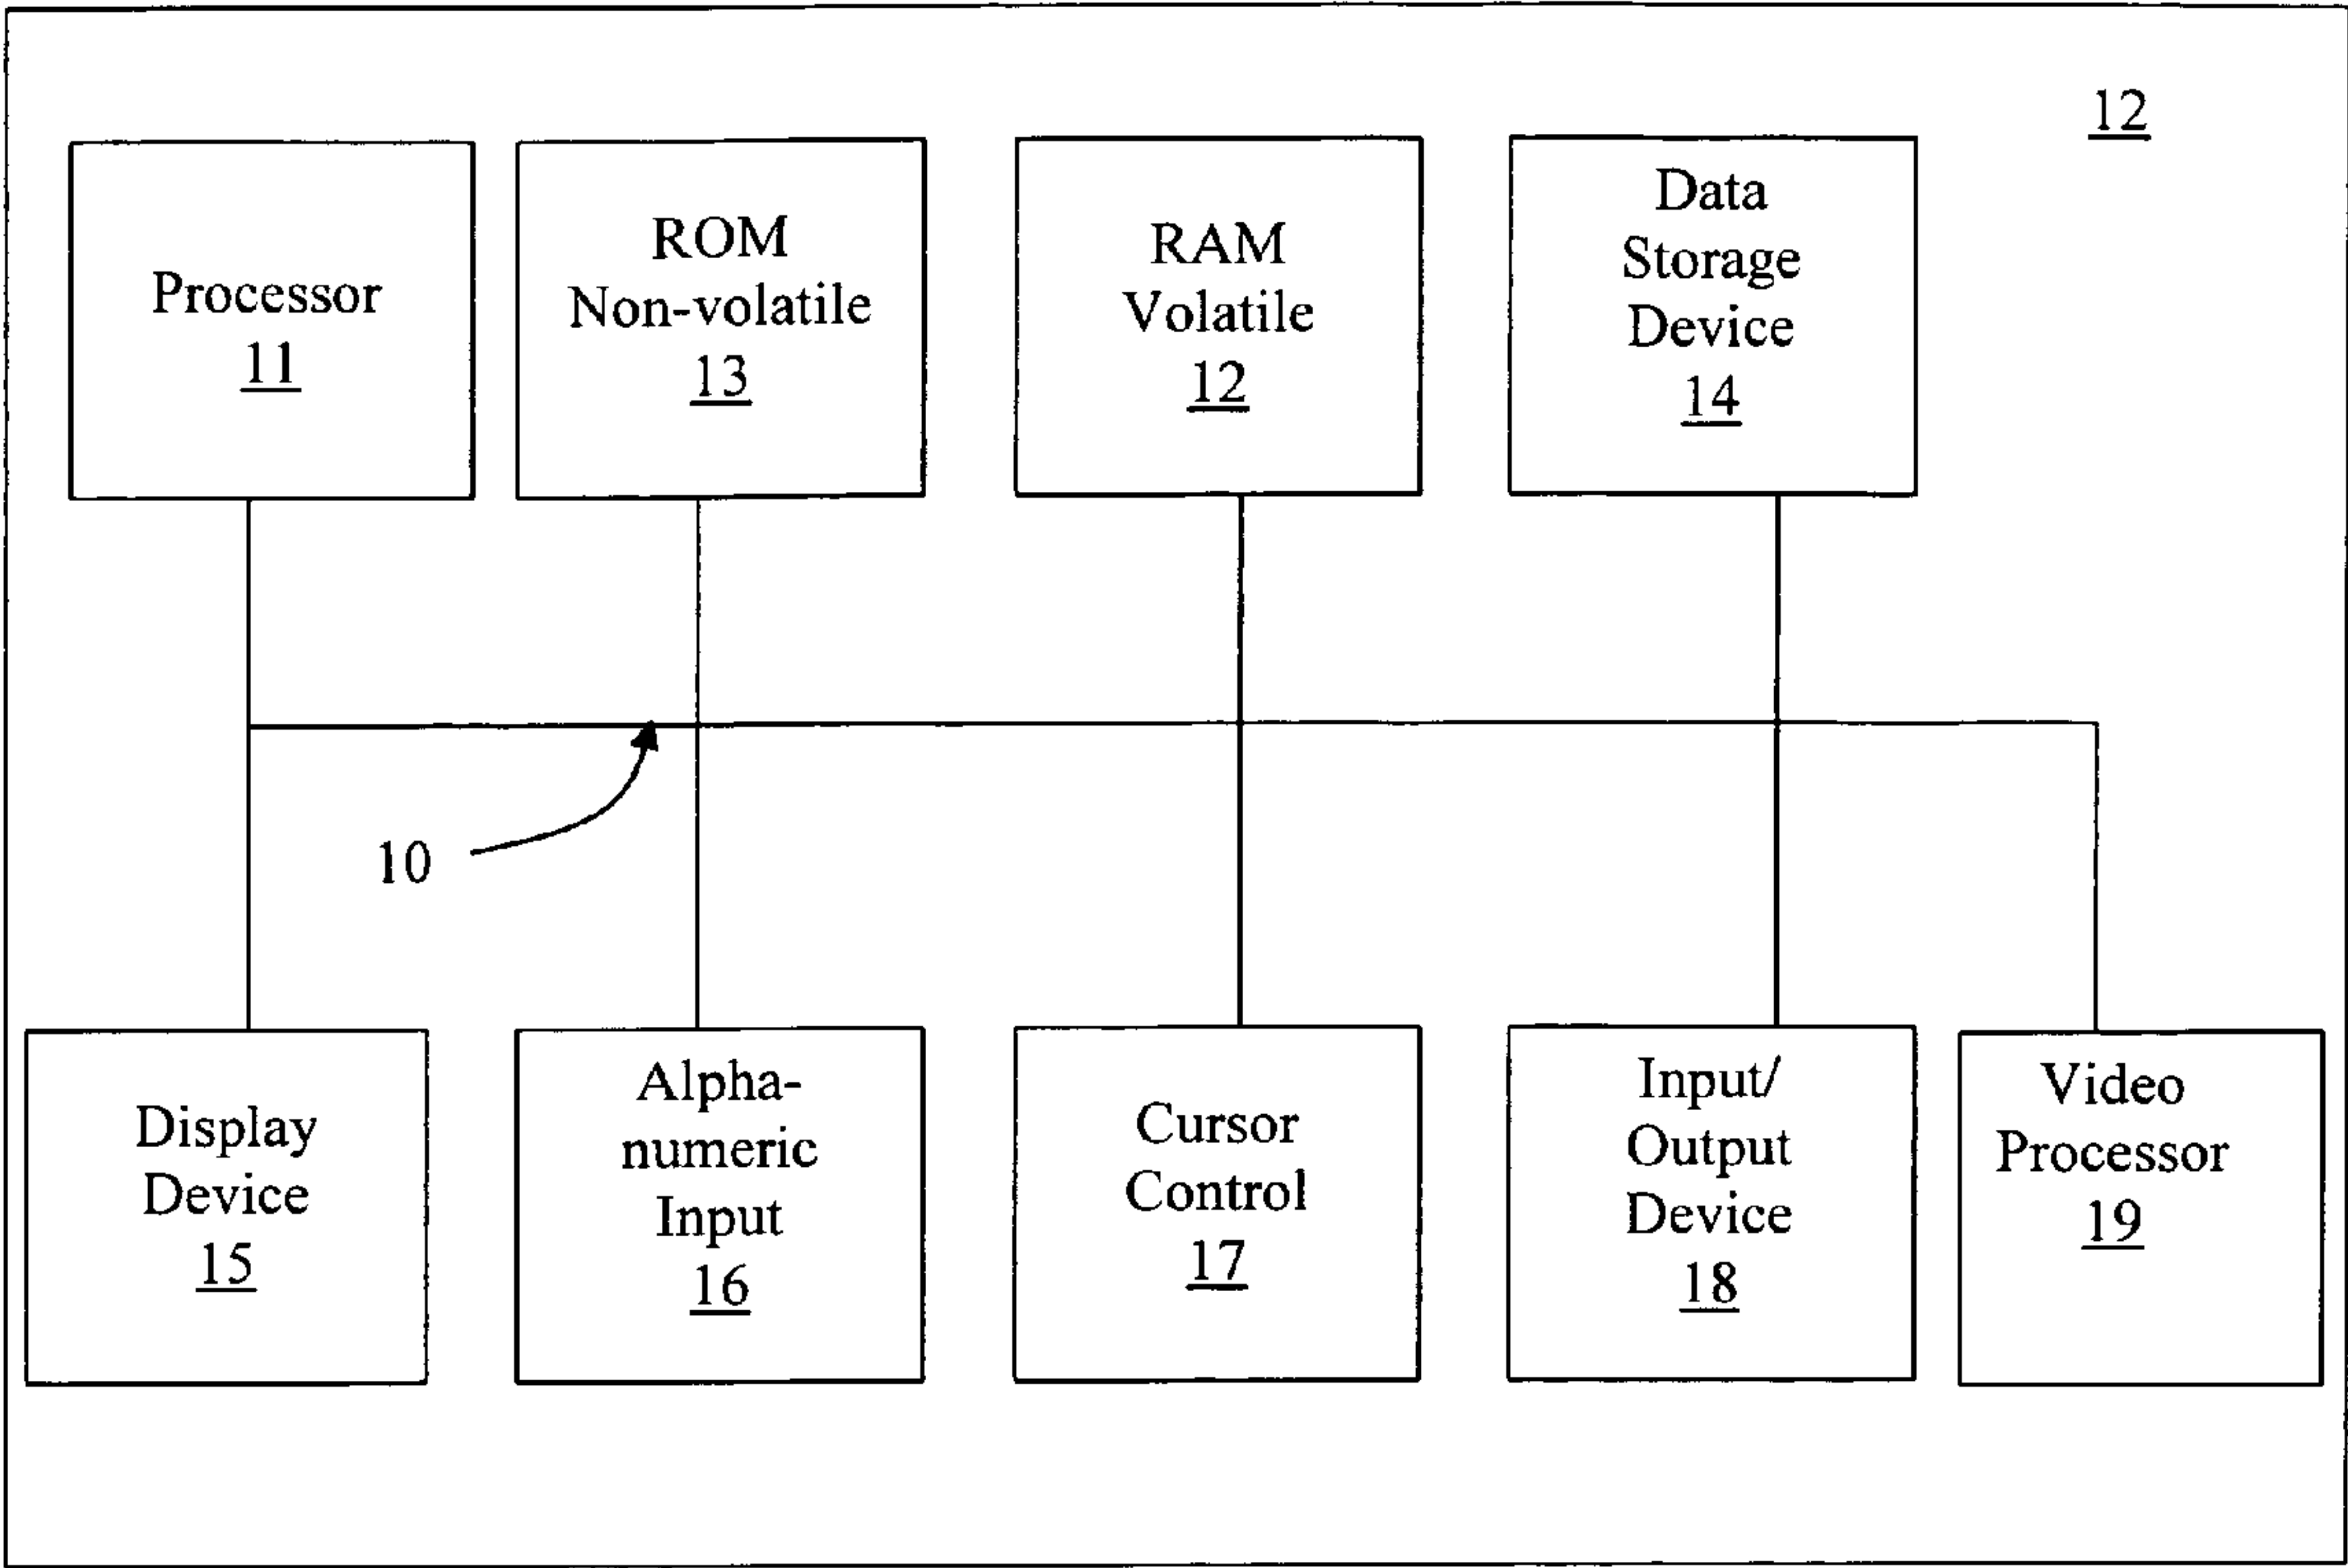 12
Processor
11
ROM
Non-volatile
13
RAM
Volatile
12
Data
Storage
Device
14
10
Display
Device
15
Alpha-
numeric
Input
16
Cursor
Control
17
Input/
Output
Device
18
Video
Processor
19